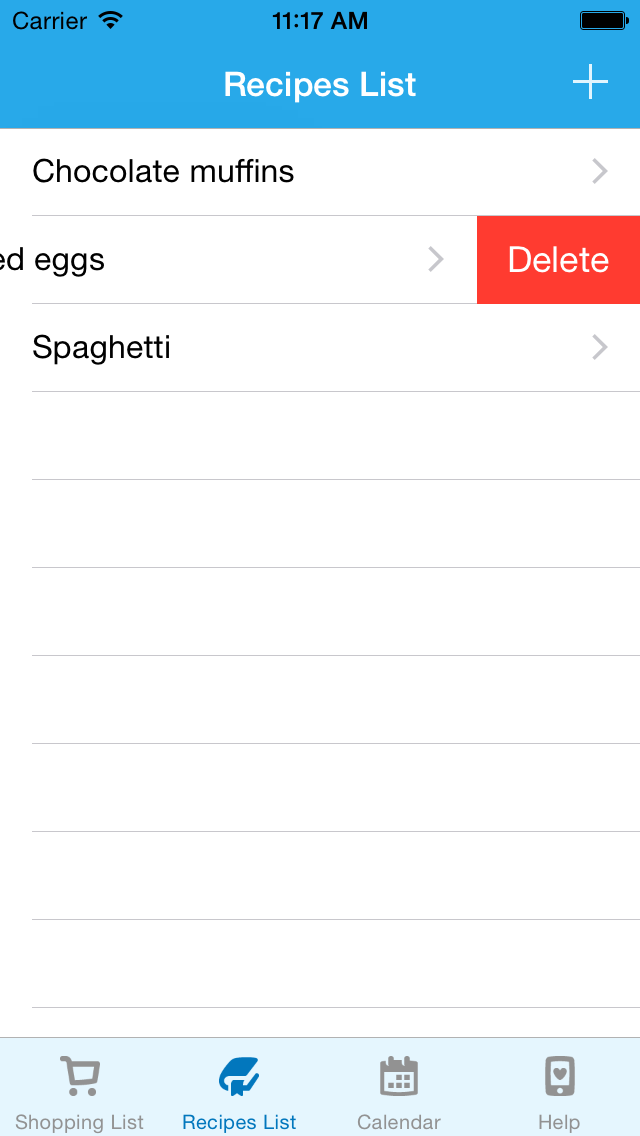 Carrier 11:17 AM
Recipes List
Chocolate muffins
ed eggs Delete
Spaghetti
Shopping List Recipes List Calendar Help